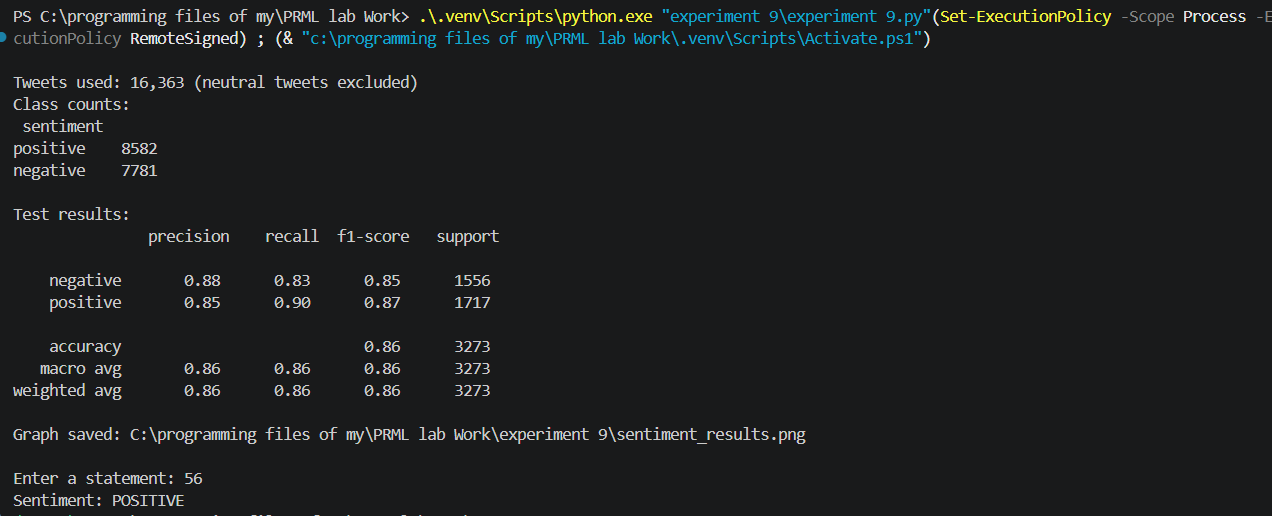 PS C:\programming files of my\PRML lab Work> .\.venv\Scripts\python.exe "experiment 9\experiment 9.py"(Set-ExecutionPolicy -Scope Process -E
cutionPolicy RemoteSigned) ; (& "c:\programming files of my\PRML lab Work\.venv\Scripts\Activate.ps1")
Tweets used: 16,363 (neutral tweets excluded)
Class counts:
sentiment
positive    8582
negative    7781
Test results:
              precision    recall  f1-score   support
    negative       0.88      0.83      0.85      1556
    positive       0.85      0.90      0.87      1717
    accuracy                           0.86      3273
   macro avg       0.86      0.86      0.86      3273
weighted avg       0.86      0.86      0.86      3273
Graph saved: C:\programming files of my\PRML lab Work\experiment 9\sentiment_results.png
Enter a statement: 56
Sentiment: POSITIVE